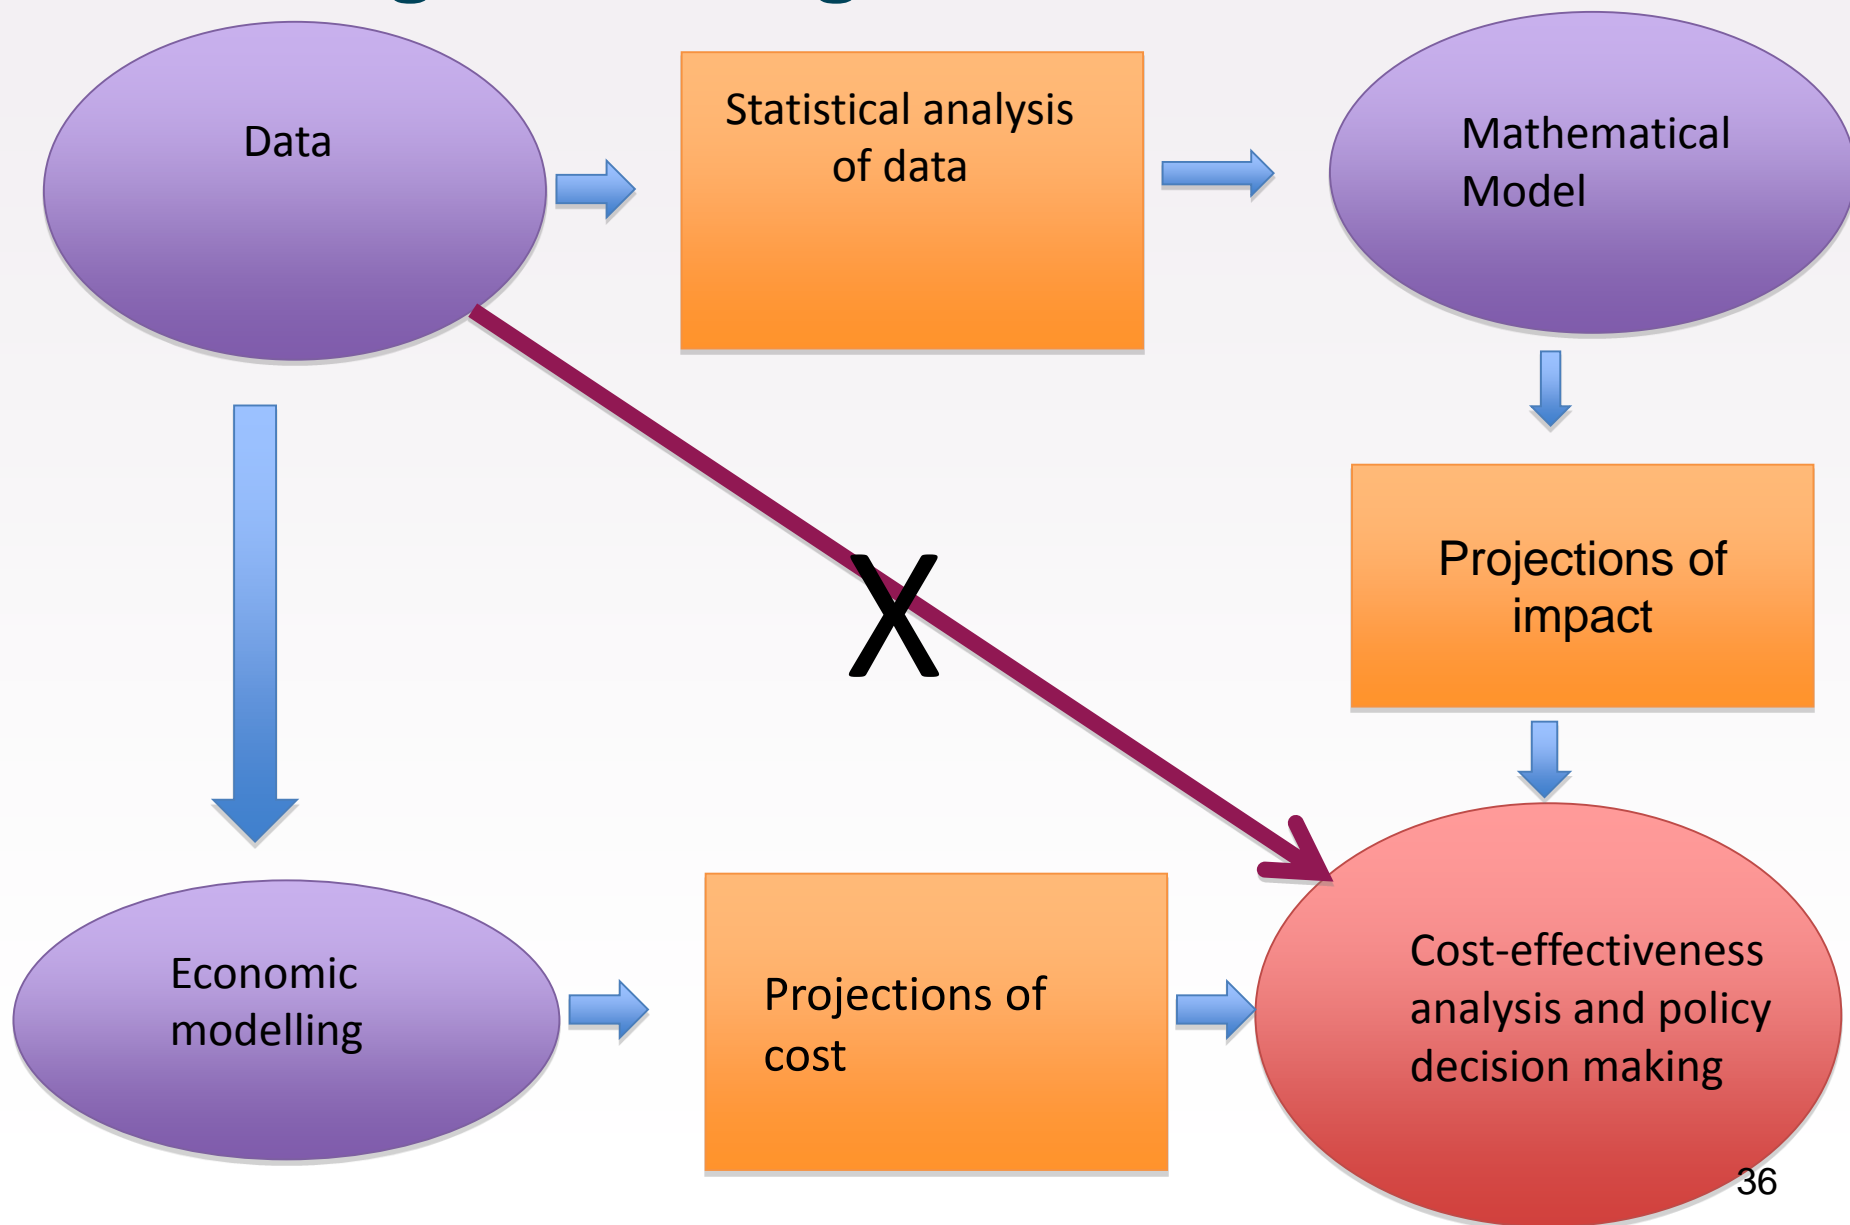 Data
Statistical analysis
of data
Mathematical
Model
X
Projections of
impact
Economic
modelling
Projections of
cost
Cost-effectiveness
analysis and policy
decision making
36